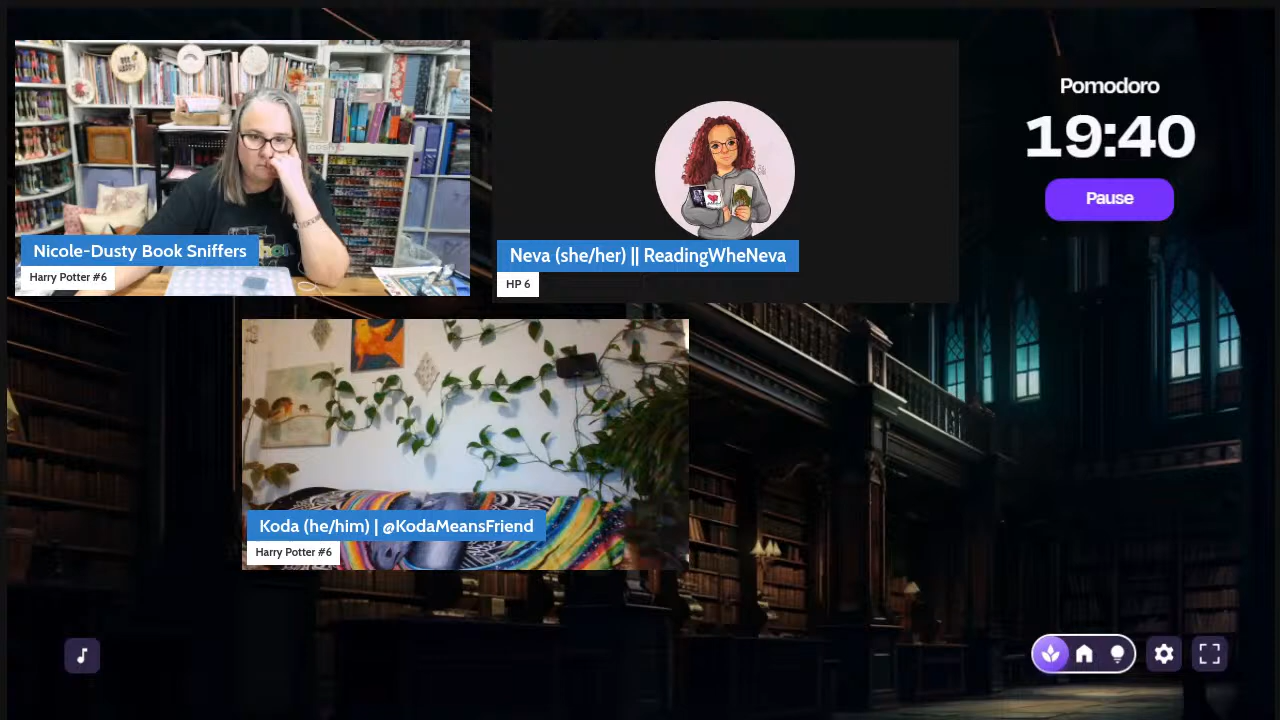 Pomodoro
19:40
Pause
Nicole-Dusty Book Sniffers
Harry Potter #6
Neva (she/her) || ReadingWheNeva
HP 6
Koda (he/him) | @KodaMeansFriend
Harry Potter #6